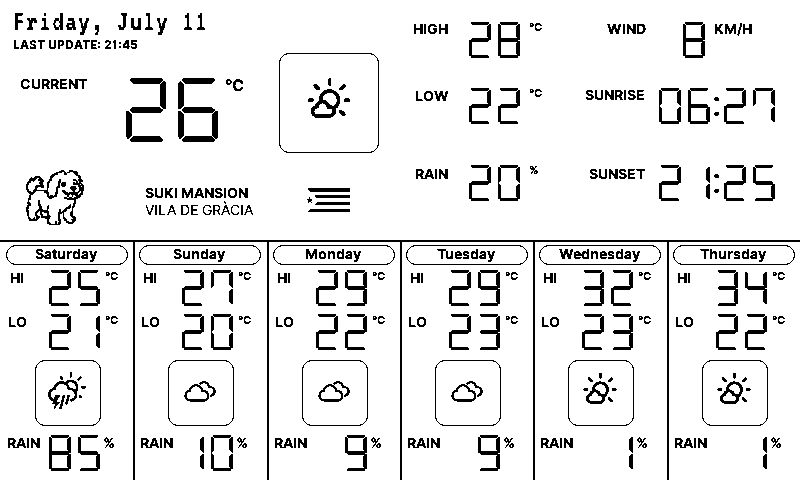 Friday, July 11
LAST UPDATE: 21:45
CURRENT 26 °C
HIGH 28 °C
WIND 8 KM/H
LOW 22 °C
SUNRISE 06:27
RAIN 20 %
SUNSET 21:25
SUKI MANSION
VILA DE GRÀCIA
Saturday
HI 25 °C
LO 21 °C
RAIN 85 %
Sunday
HI 27 °C
LO 20 °C
RAIN 10 %
Monday
HI 29 °C
LO 22 °C
RAIN 9 %
Tuesday
HI 29 °C
LO 23 °C
RAIN 9 %
Wednesday
HI 32 °C
LO 23 °C
RAIN 1 %
Thursday
HI 34 °C
LO 22 °C
RAIN 1 %